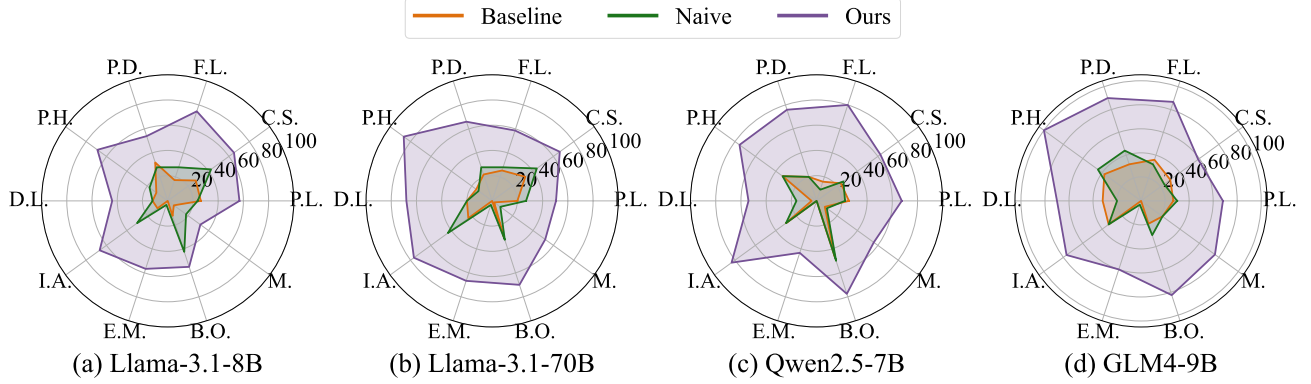 Baseline Naive Ours
P.D. F.L. P.D. F.L. P.D. F.L. P.D. F.L.
P.H. C.S. P.H. C.S. P.H. C.S. P.H. C.S.
20 40 60 80 100 20 40 60 80 100 20 40 60 80 100 20 40 60 80 100
D.L. P.L. D.L. P.L. D.L. P.L. D.L. P.L.
I.A. M. I.A. M. I.A. M. I.A. M.
E.M. B.O. E.M. B.O. E.M. B.O. E.M. B.O.
(a) Llama-3.1-8B (b) Llama-3.1-70B (c) Qwen2.5-7B (d) GLM4-9B